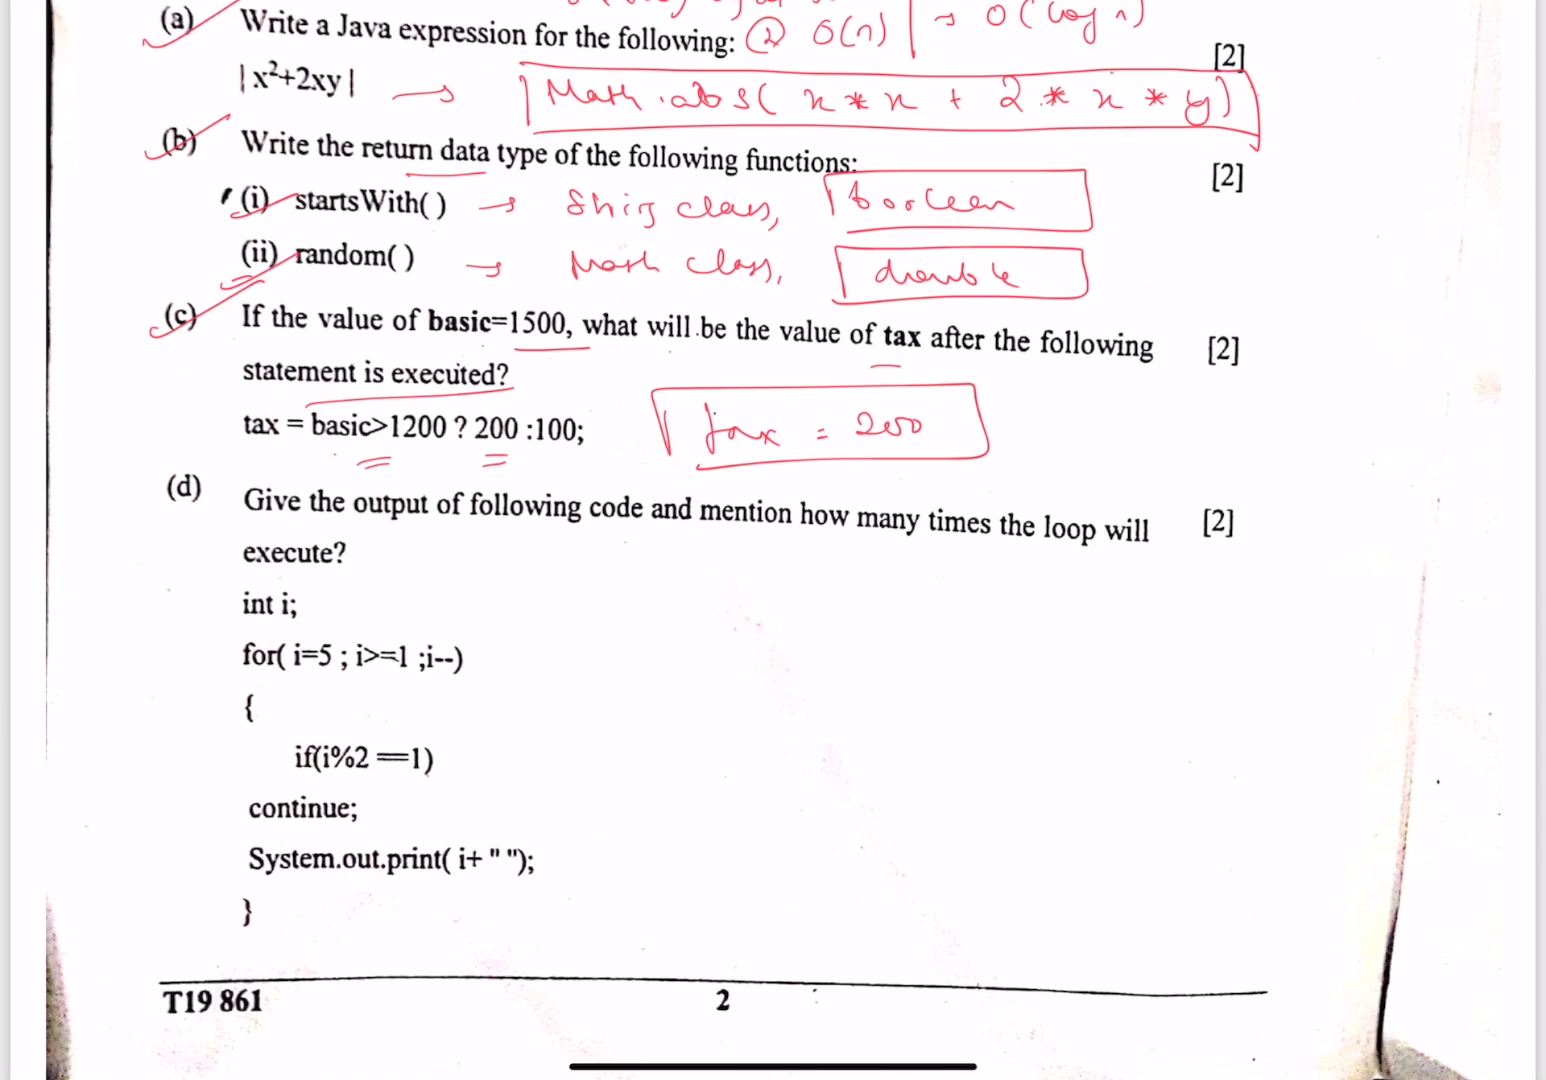 ② O(n) → O(log n)
(a) Write a Java expression for the following: [2]
|x²+2xy| → Math.abs( x * x + 2 * x * y)
(b) Write the return data type of the following functions: [2]
(i) startsWith( ) → String class, boolean
(ii) random( ) → Math class, double
(c) If the value of basic=1500, what will be the value of tax after the following [2]
statement is executed?
tax = basic>1200 ? 200 :100; tax = 200
(d) Give the output of following code and mention how many times the loop will [2]
execute?
int i;
for( i=5 ; i>=1 ;i--)
{
if(i%2 ==1)
continue;
System.out.print( i+ " ");
}
T19 861 2